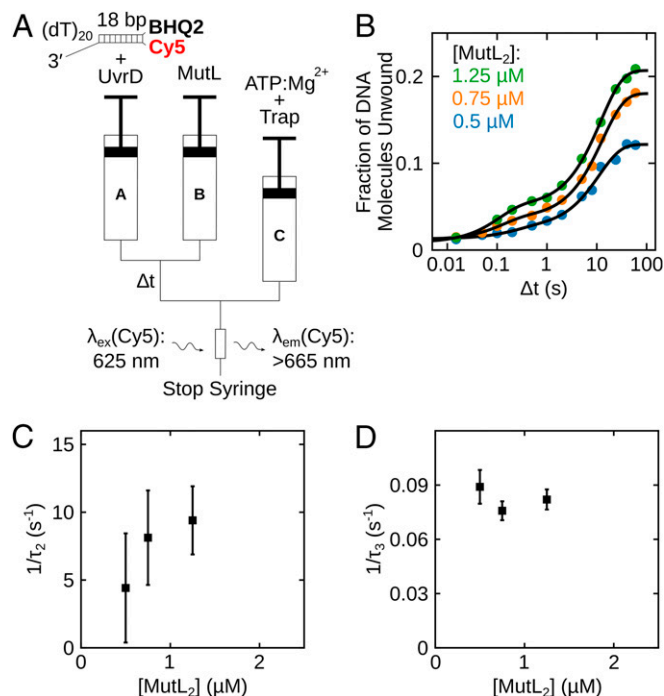 A
(dT)20
18 bp
BHQ2
Cy5
3′
+
UvrD
MutL
ATP:Mg2+
+
Trap
A
B
C
Δt
λex(Cy5):
625 nm
λem(Cy5):
>665 nm
Stop Syringe
B
Fraction of DNA
Molecules Unwound
[MutL2]:
1.25 μM
0.75 μM
0.5 μM
0.2
0.1
0
0.01
0.1
1
10
100
Δt (s)
C
1/τ2 (s-1)
15
10
5
0
0
1
2
[MutL2] (μM)
D
1/τ3 (s-1)
0.09
0.06
0.03
0
0
1
2
[MutL2] (μM)